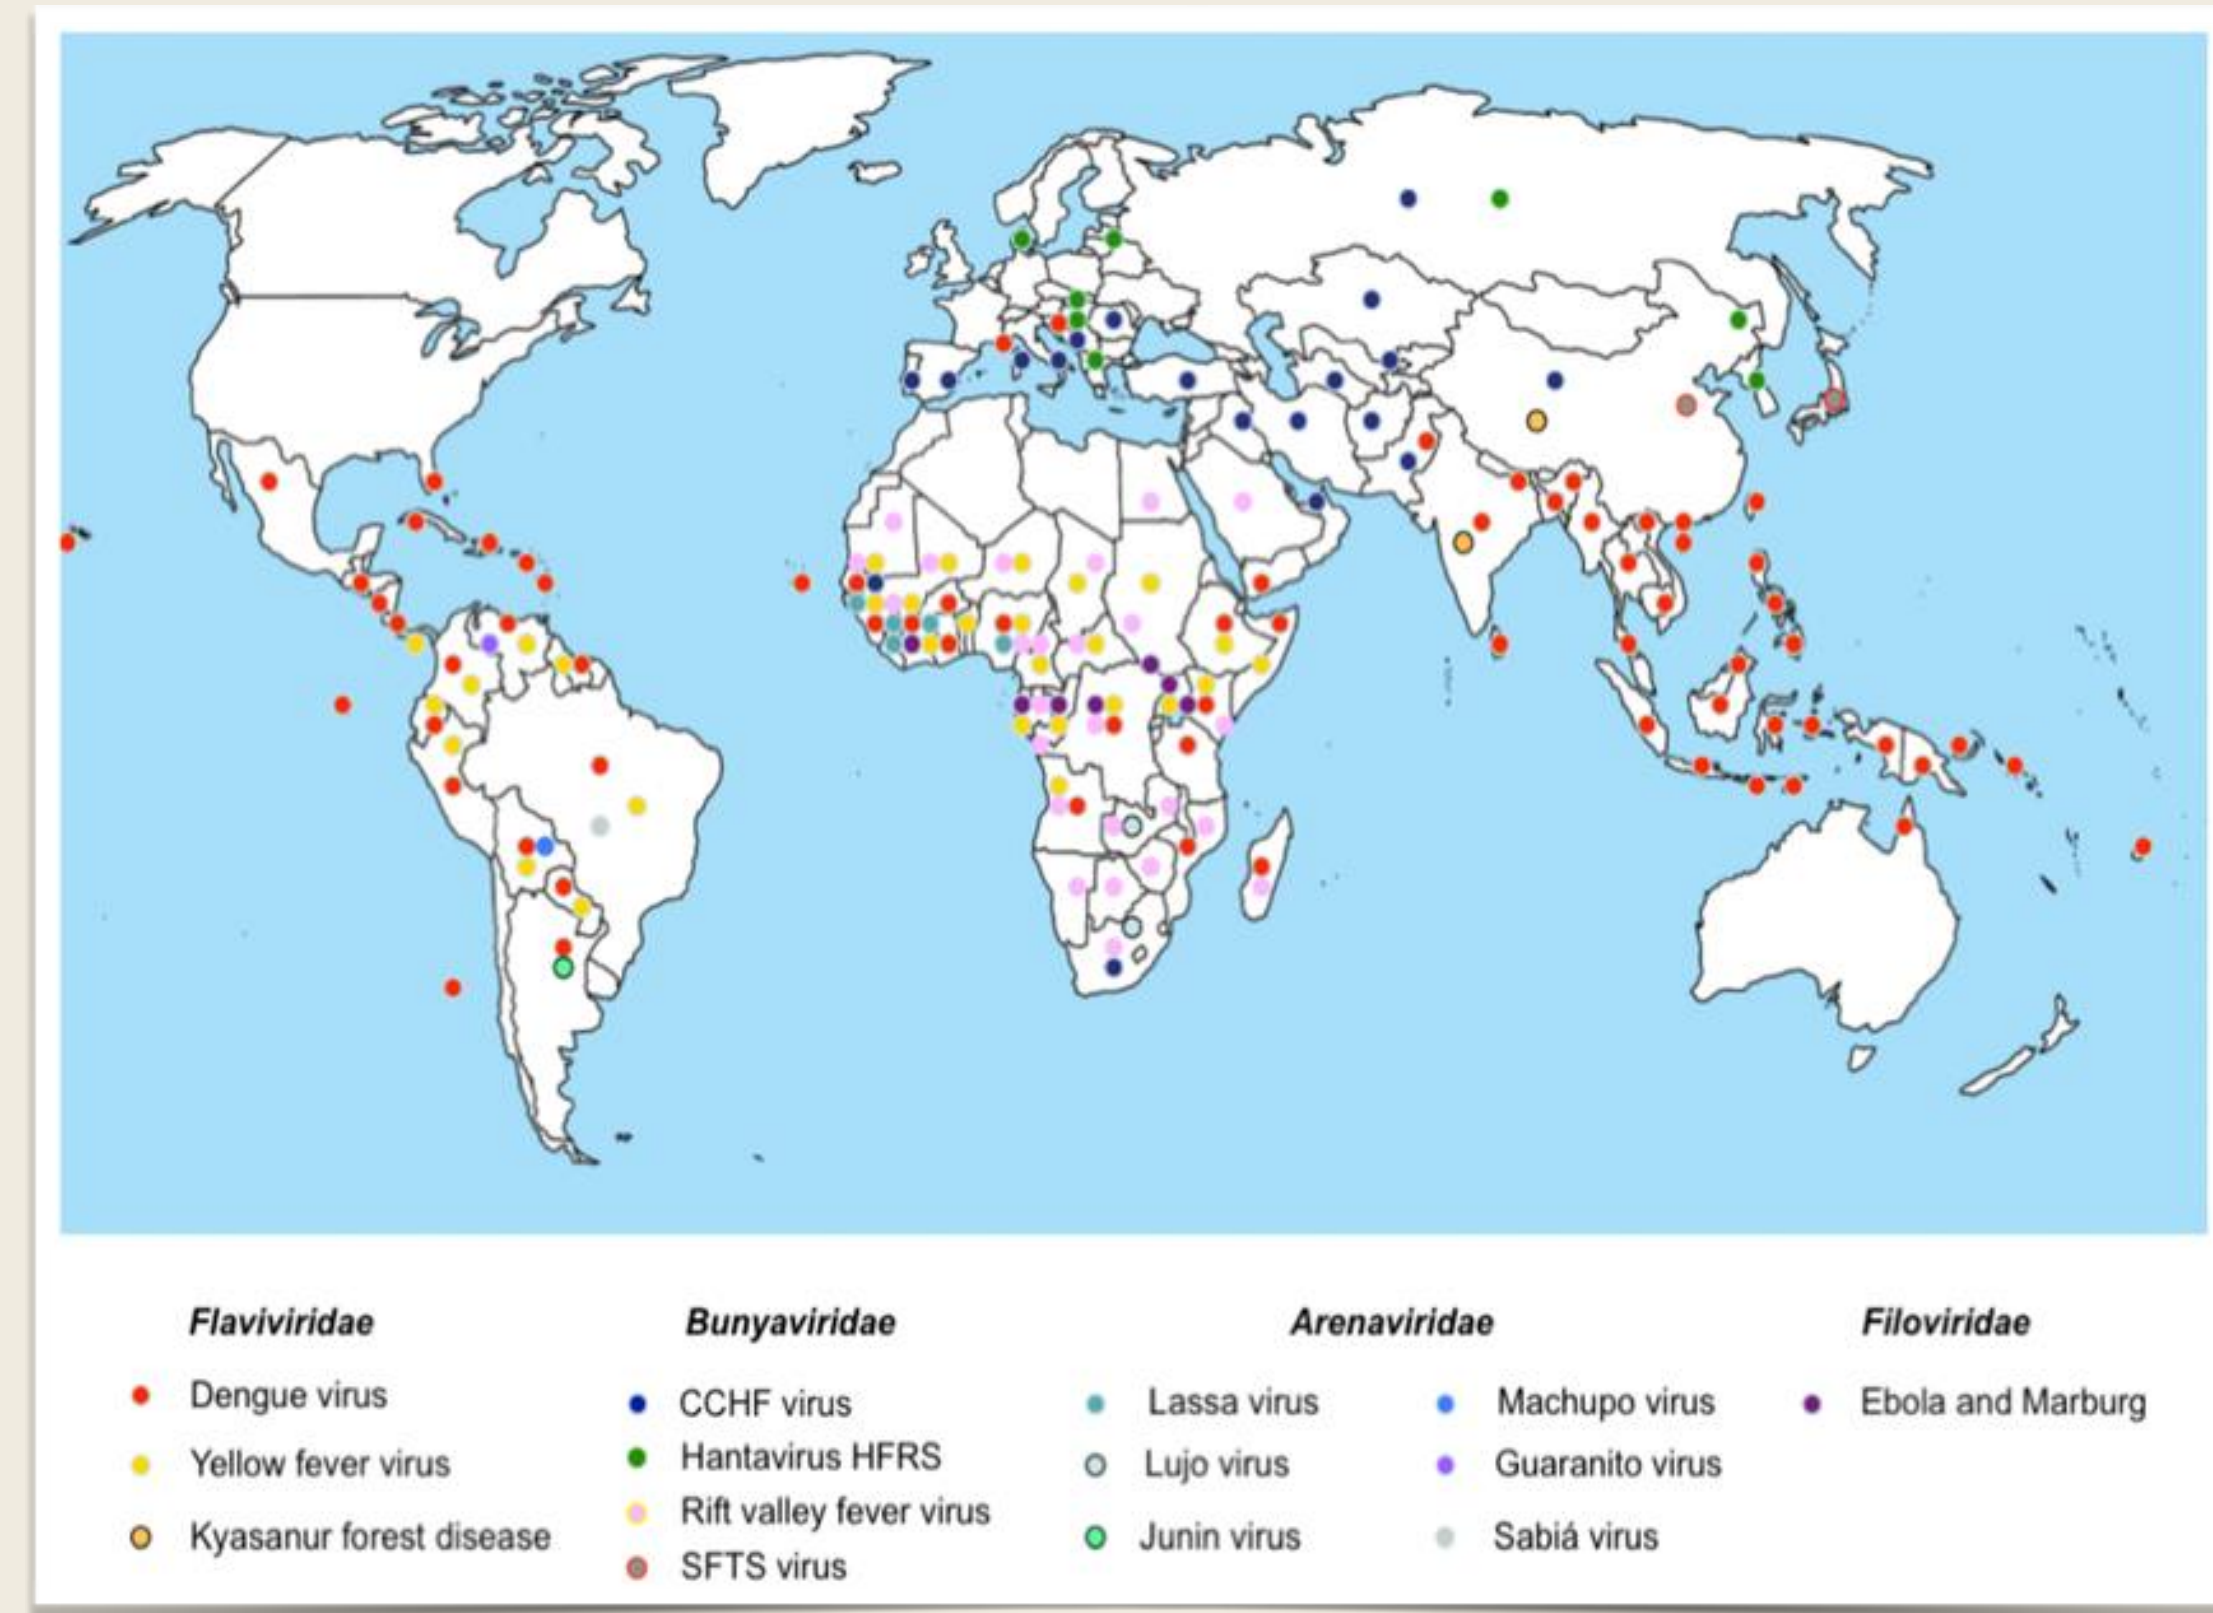 Flaviviridae
Dengue virus
Yellow fever virus
Kyasanur forest disease
Bunyaviridae
CCHF virus
Hantavirus HFRS
Rift valley fever virus
SFTS virus
Arenaviridae
Lassa virus
Lujo virus
Junin virus
Machupo virus
Guaranito virus
Sabiá virus
Filoviridae
Ebola and Marburg